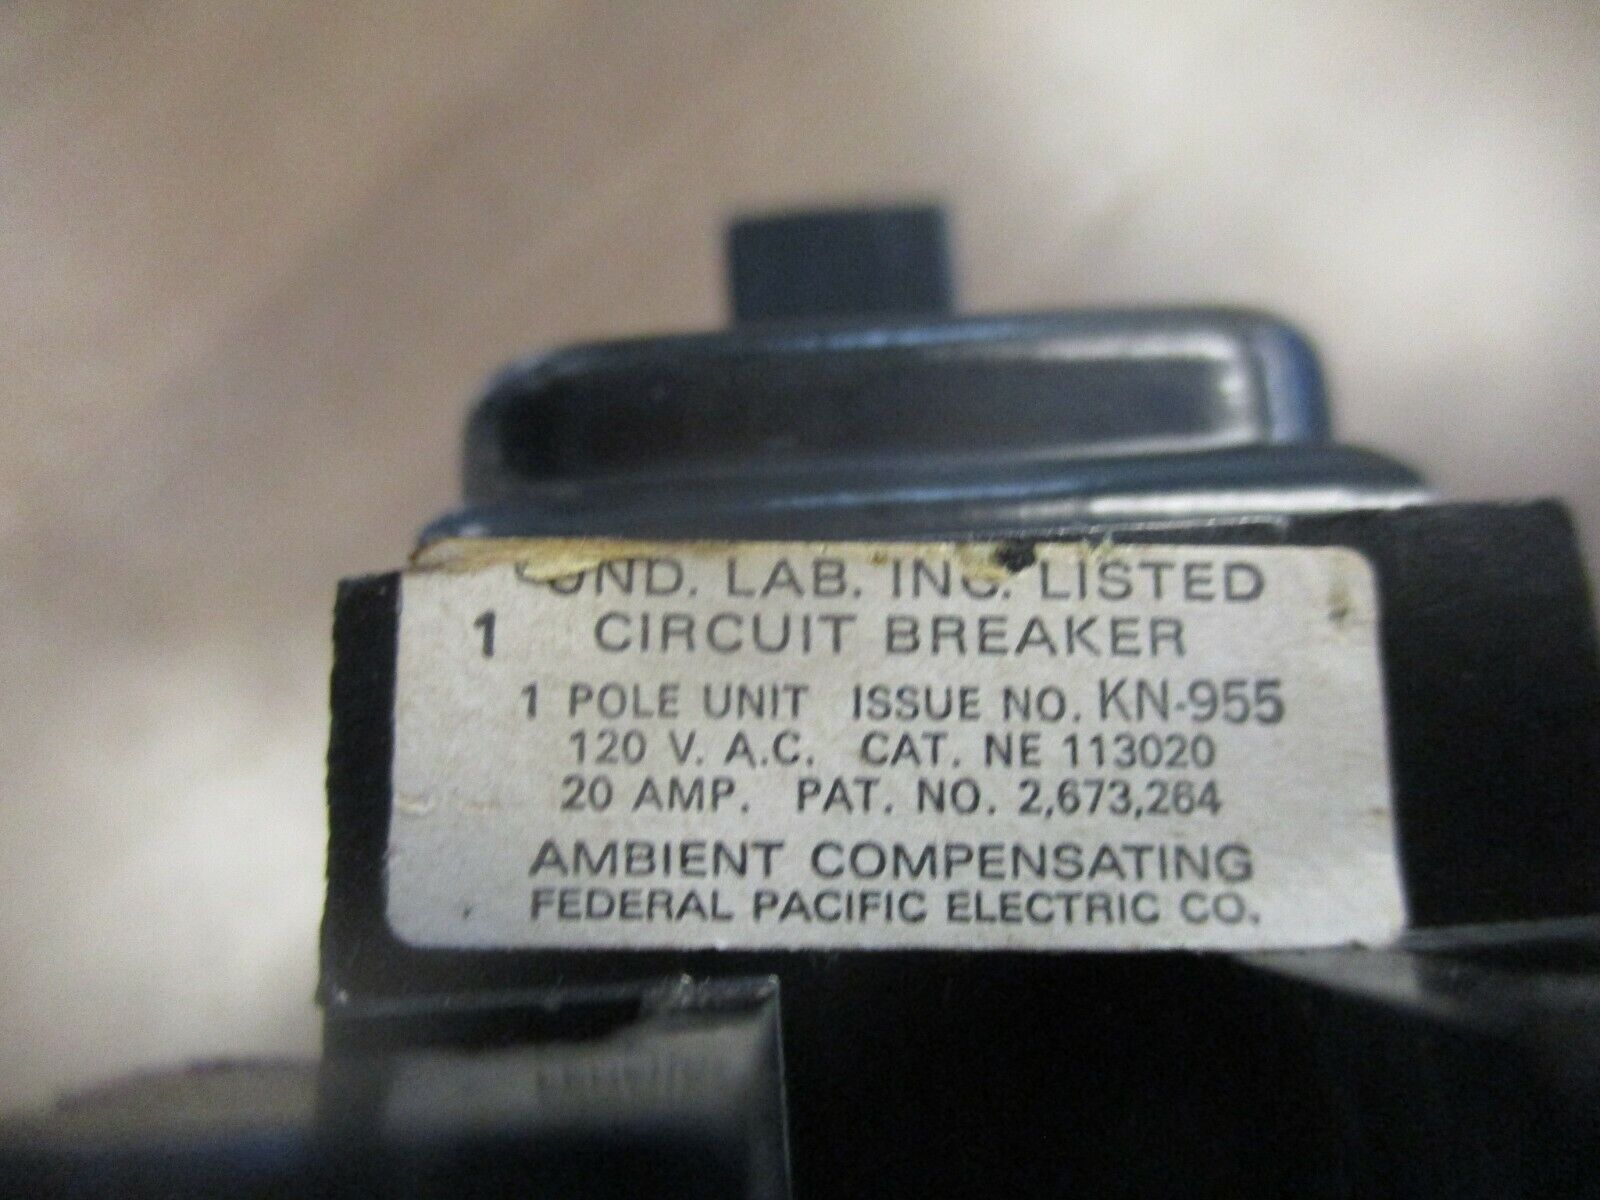 UND. LAB. INC. LISTED
1 CIRCUIT BREAKER
1 POLE UNIT ISSUE NO. KN-955
120 V. A.C. CAT. NE 113020
20 AMP. PAT. NO. 2,673,264
AMBIENT COMPENSATING
FEDERAL PACIFIC ELECTRIC CO.